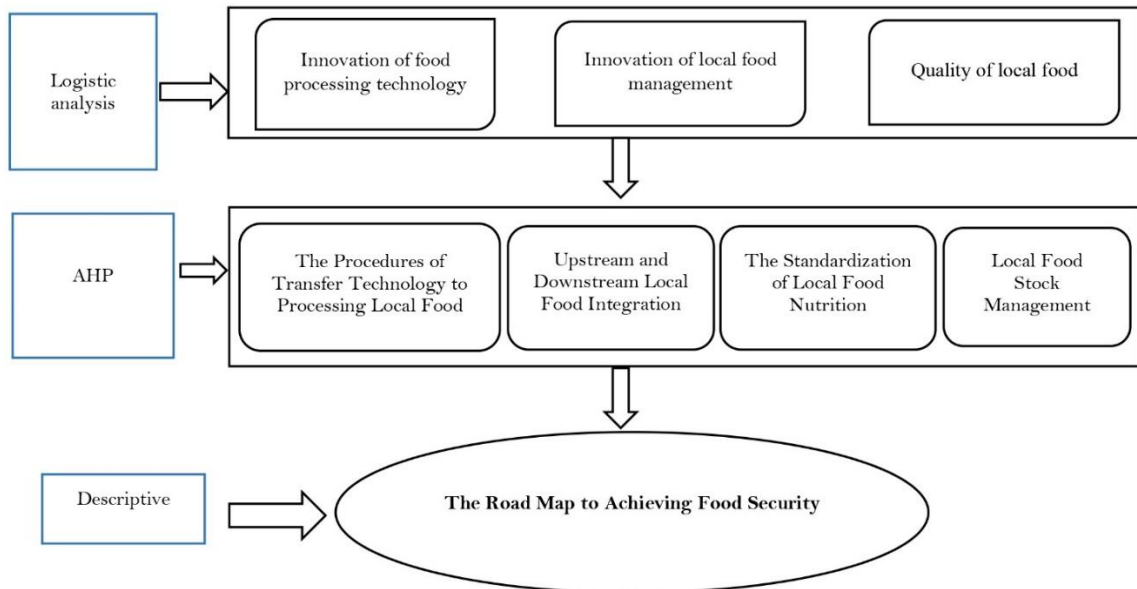 Logistic
analysis
Innovation of food
processing technology
Innovation of local food
management
Quality of local food
AHP
The Procedures of
Transfer Technology to
Processing Local Food
Upstream and
Downstream Local
Food Integration
The Standardization
of Local Food
Nutrition
Local Food
Stock
Management
Descriptive
The Road Map to Achieving Food Security